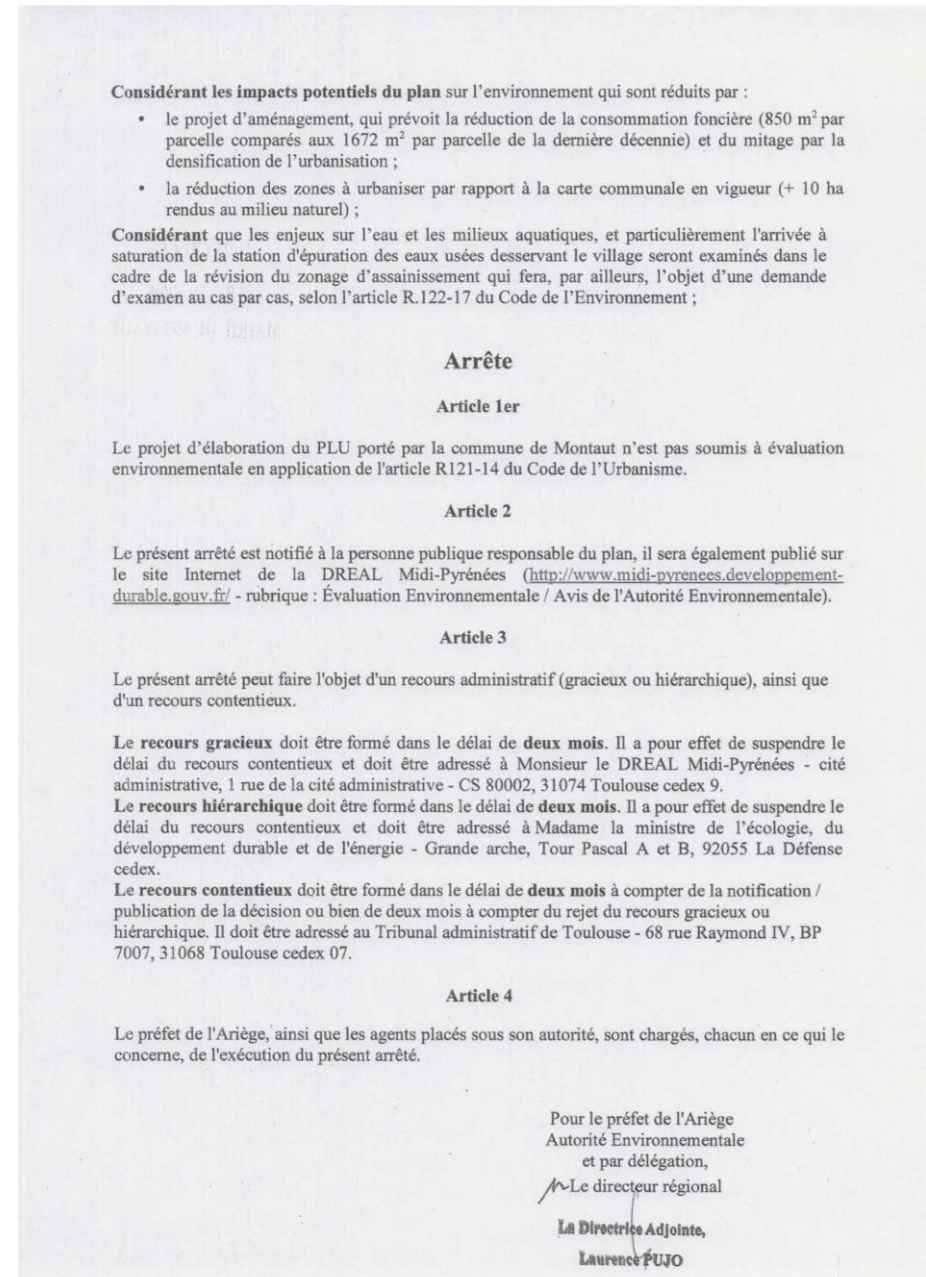 Considérant les impacts potentiels du plan sur l'environnement qui sont réduits par :
• le projet d'aménagement, qui prévoit la réduction de la consommation foncière (850 m² par
parcelle comparés aux 1672 m² par parcelle de la dernière décennie) et du mitage par la
densification de l'urbanisation ;
• la réduction des zones à urbaniser par rapport à la carte communale en vigueur (+ 10 ha
rendus au milieu naturel) ;
Considérant que les enjeux sur l'eau et les milieux aquatiques, et particulièrement l'arrivée à
saturation de la station d'épuration des eaux usées desservant le village seront examinés dans le
cadre de la révision du zonage d'assainissement qui fera, par ailleurs, l'objet d'une demande
d'examen au cas par cas, selon l'article R.122-17 du Code de l'Environnement ;
Arrête
Article 1er
Le projet d'élaboration du PLU porté par la commune de Montaut n'est pas soumis à évaluation
environnementale en application de l'article R121-14 du Code de l'Urbanisme.
Article 2
Le présent arrêté est notifié à la personne publique responsable du plan, il sera également publié sur
le site Internet de la DREAL Midi-Pyrénées (http://www.midi-pyrenees.developpement-
durable.gouv.fr/ - rubrique : Évaluation Environnementale / Avis de l'Autorité Environnementale).
Article 3
Le présent arrêté peut faire l'objet d'un recours administratif (gracieux ou hiérarchique), ainsi que
d'un recours contentieux.
Le recours gracieux doit être formé dans le délai de deux mois. Il a pour effet de suspendre le
délai du recours contentieux et doit être adressé à Monsieur le DREAL Midi-Pyrénées - cité
administrative, 1 rue de la cité administrative - CS 80002, 31074 Toulouse cedex 9.
Le recours hiérarchique doit être formé dans le délai de deux mois. Il a pour effet de suspendre le
délai du recours contentieux et doit être adressé à Madame la ministre de l'écologie, du
développement durable et de l'énergie - Grande arche, Tour Pascal A et B, 92055 La Défense
cedex.
Le recours contentieux doit être formé dans le délai de deux mois à compter de la notification /
publication de la décision ou bien de deux mois à compter du rejet du recours gracieux ou
hiérarchique. Il doit être adressé au Tribunal administratif de Toulouse - 68 rue Raymond IV, BP
7007, 31068 Toulouse cedex 07.
Article 4
Le préfet de l'Ariège, ainsi que les agents placés sous son autorité, sont chargés, chacun en ce qui le
concerne, de l'exécution du présent arrêté.
Pour le préfet de l'Ariège
Autorité Environnementale
et par délégation,
Le directeur régional
La Directrice Adjointe,
Laurence PUJO